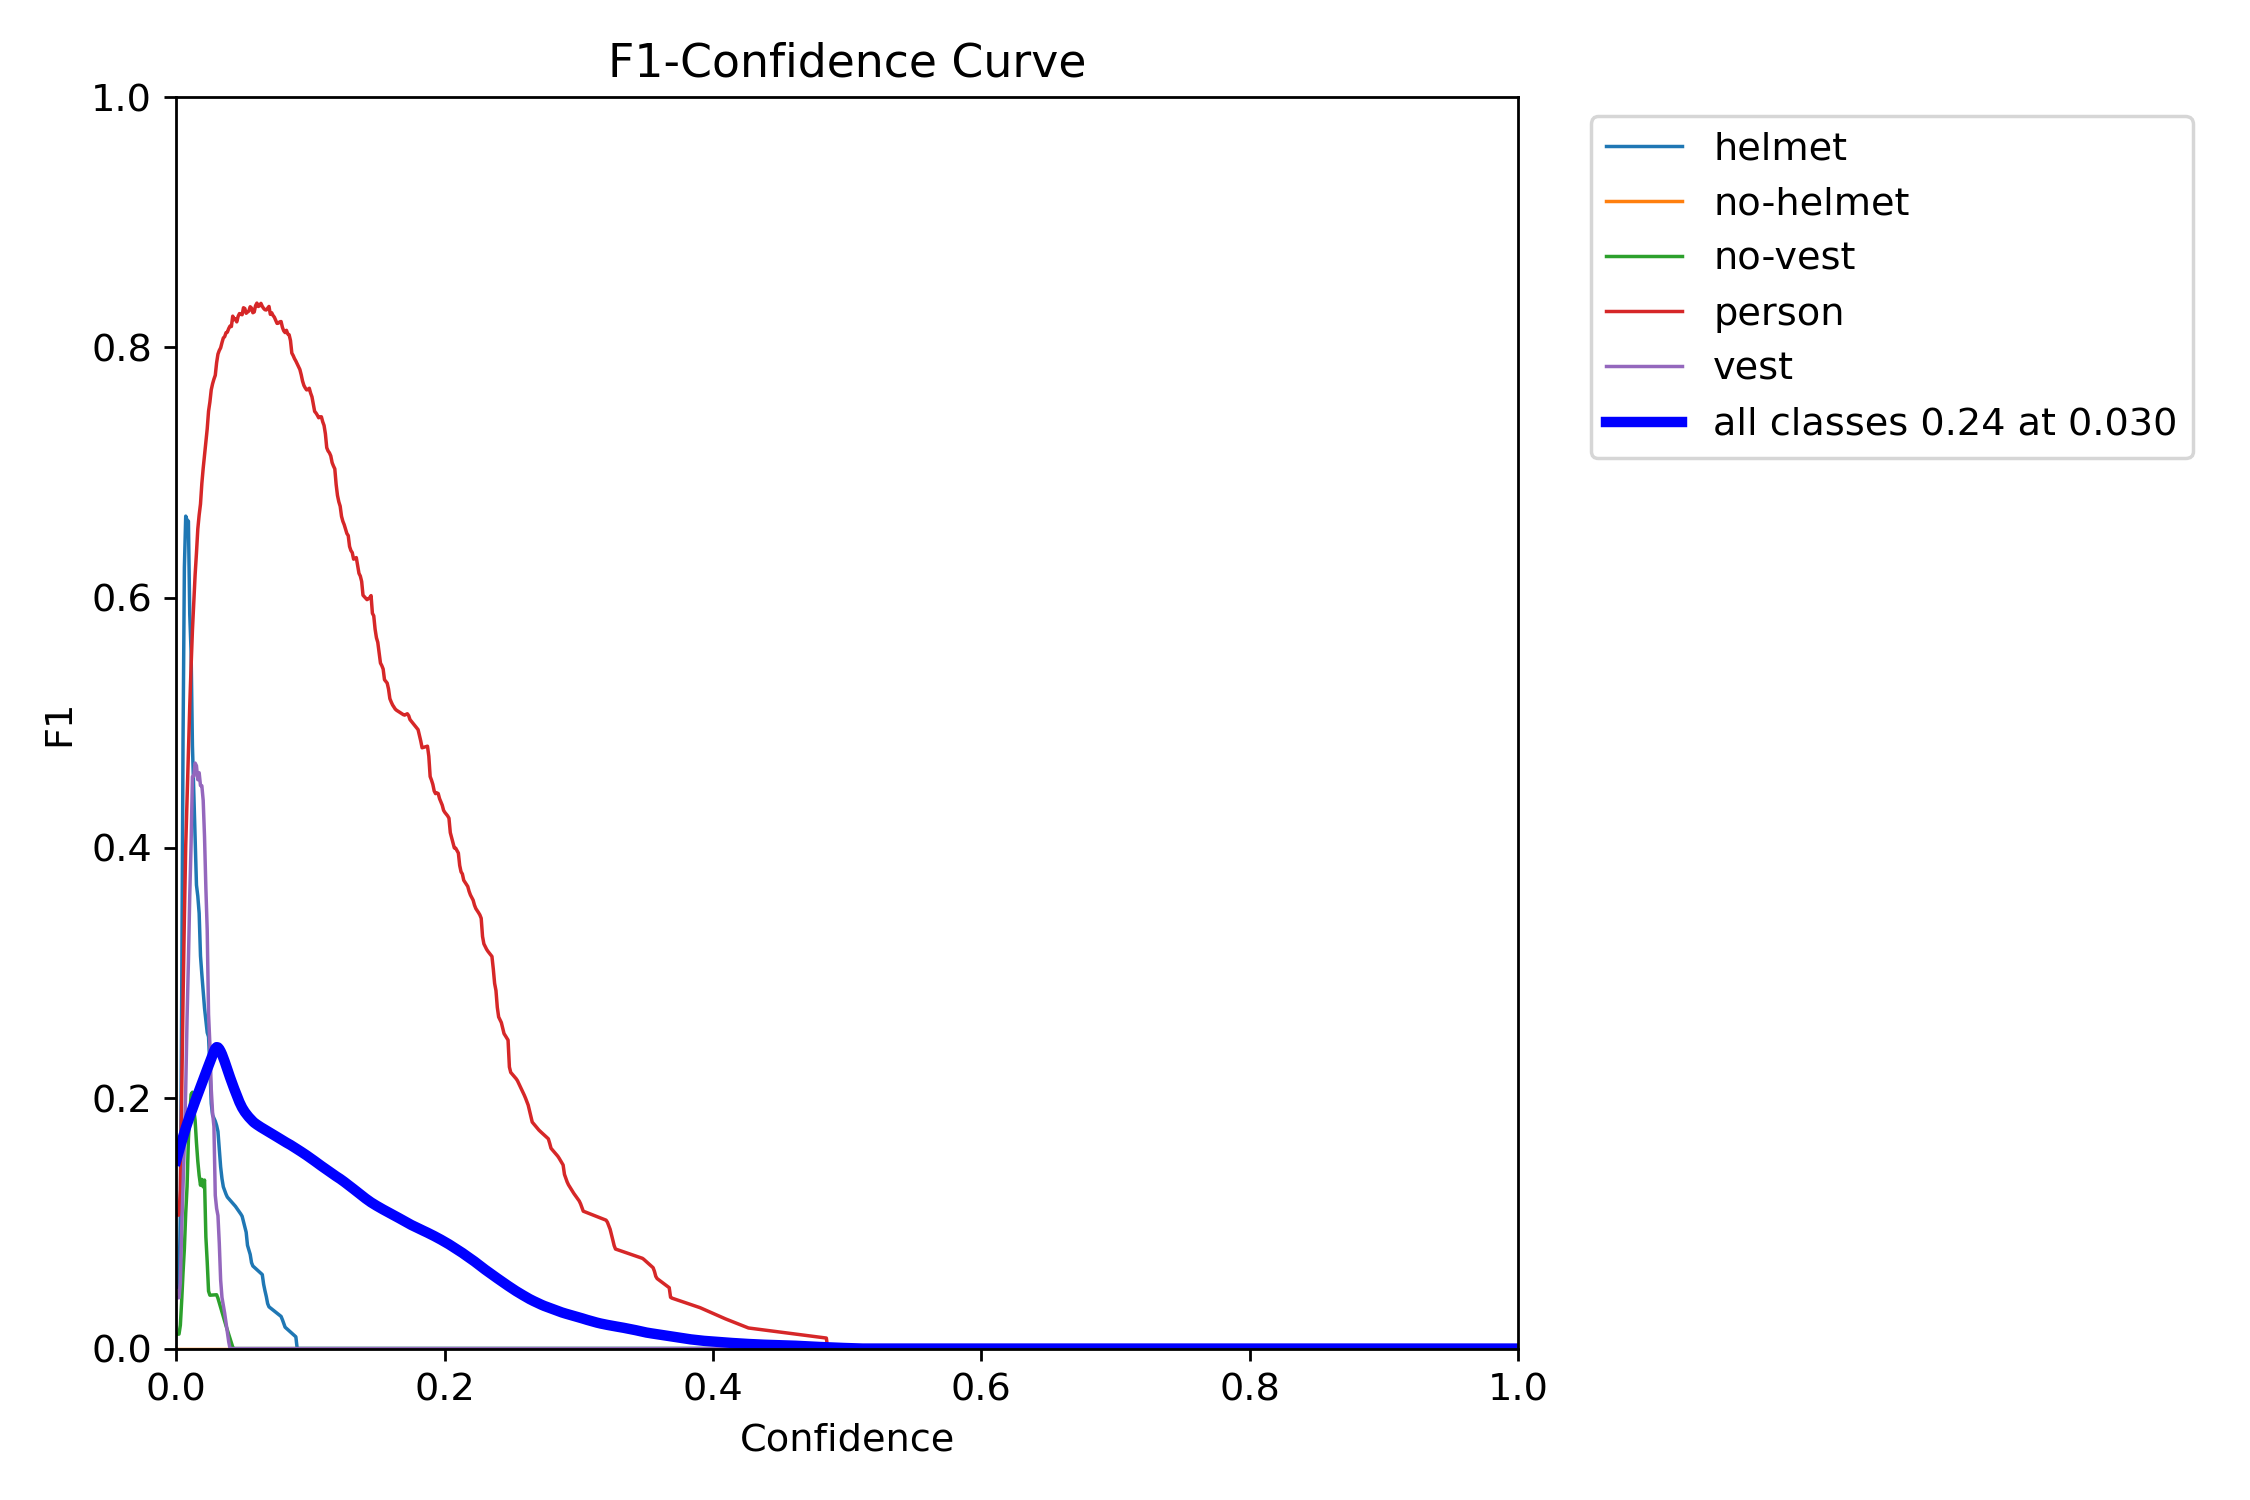 F1-Confidence Curve
1.0
0.8
0.6
0.4
0.2
0.0
F1
0.0 0.2 0.4 0.6 0.8 1.0
Confidence
helmet
no-helmet
no-vest
person
vest
all classes 0.24 at 0.030